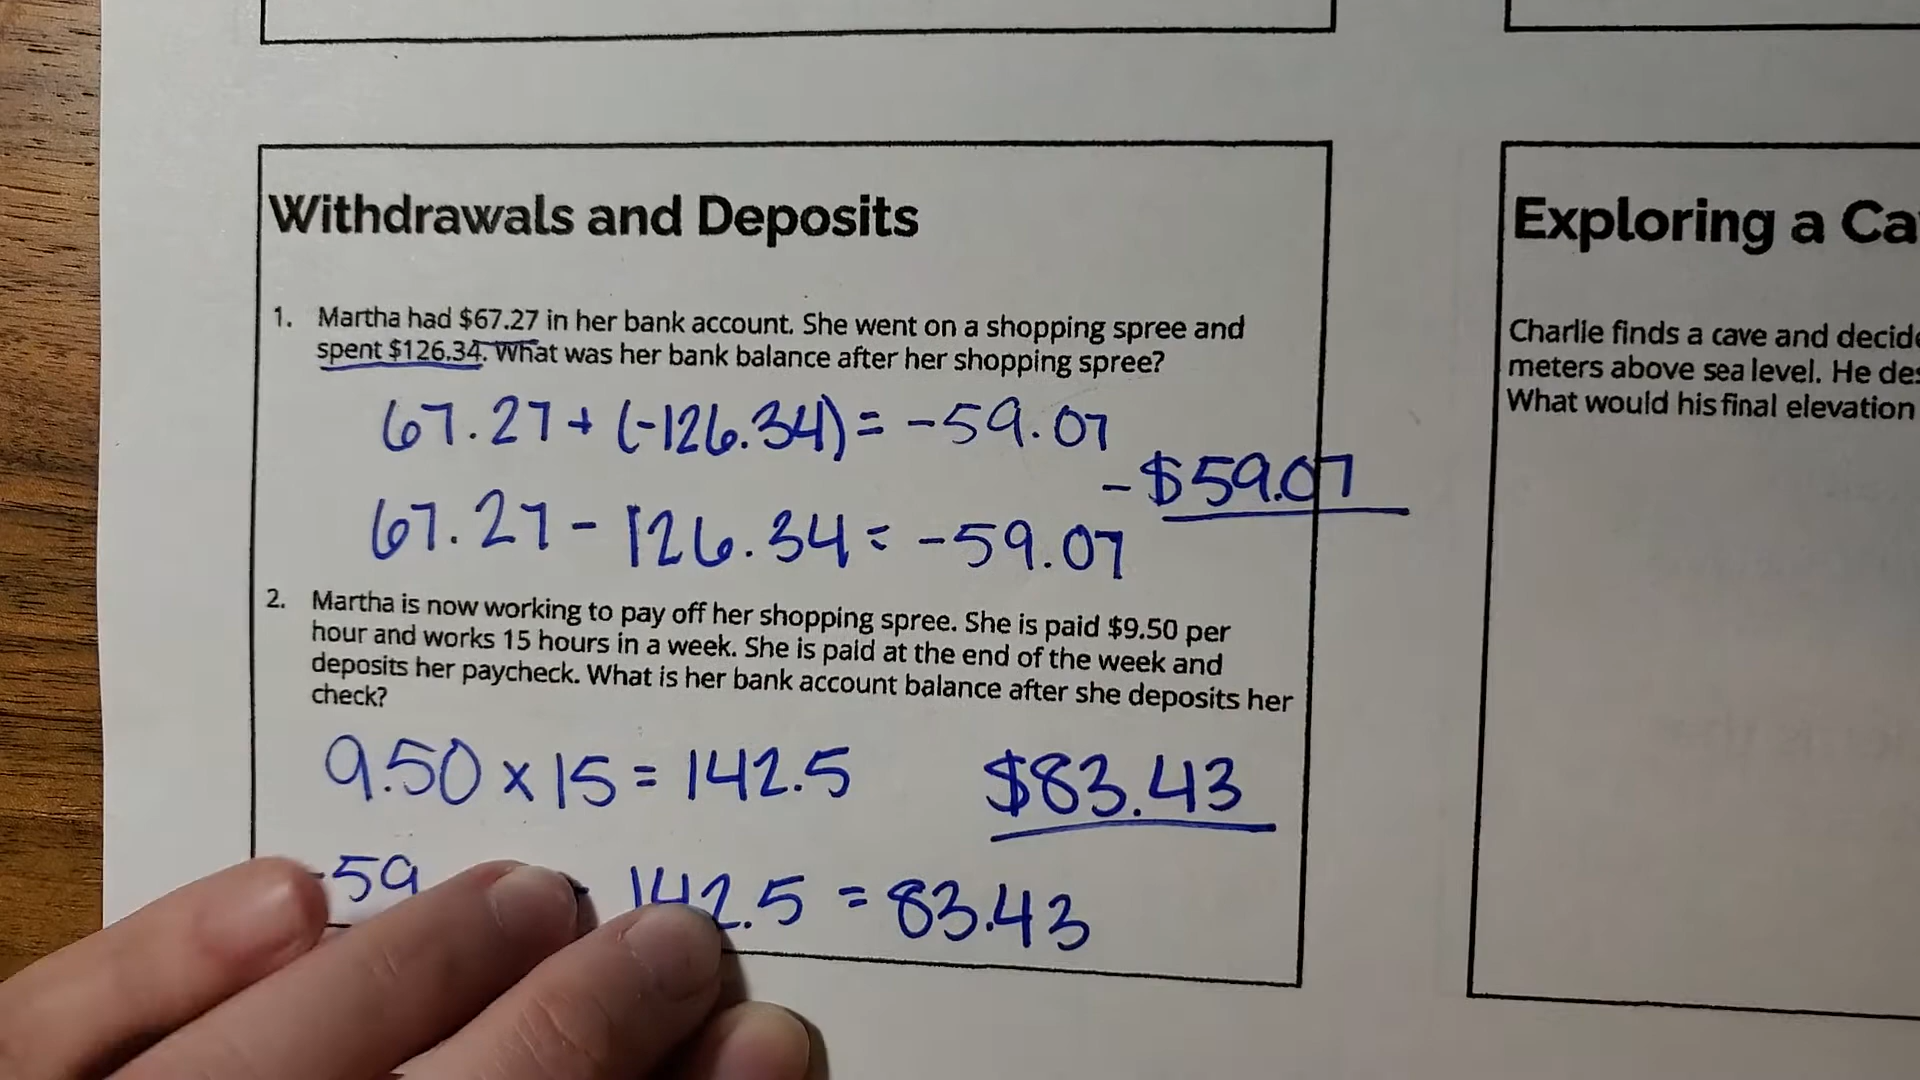 Withdrawals and Deposits
1. Martha had $67.27 in her bank account. She went on a shopping spree and
spent $126.34. What was her bank balance after her shopping spree?
67.27 + (-126.34) = -59.07
-$59.07
67.27 - 126.34 = -59.07
2. Martha is now working to pay off her shopping spree. She is paid $9.50 per
hour and works 15 hours in a week. She is paid at the end of the week and
deposits her paycheck. What is her bank account balance after she deposits her
check?
9.50 x 15 = 142.5
$83.43
-59 142.5 = 83.43
Exploring a
Charlie finds a cave and
meters above sea level. He
What would his final elevation